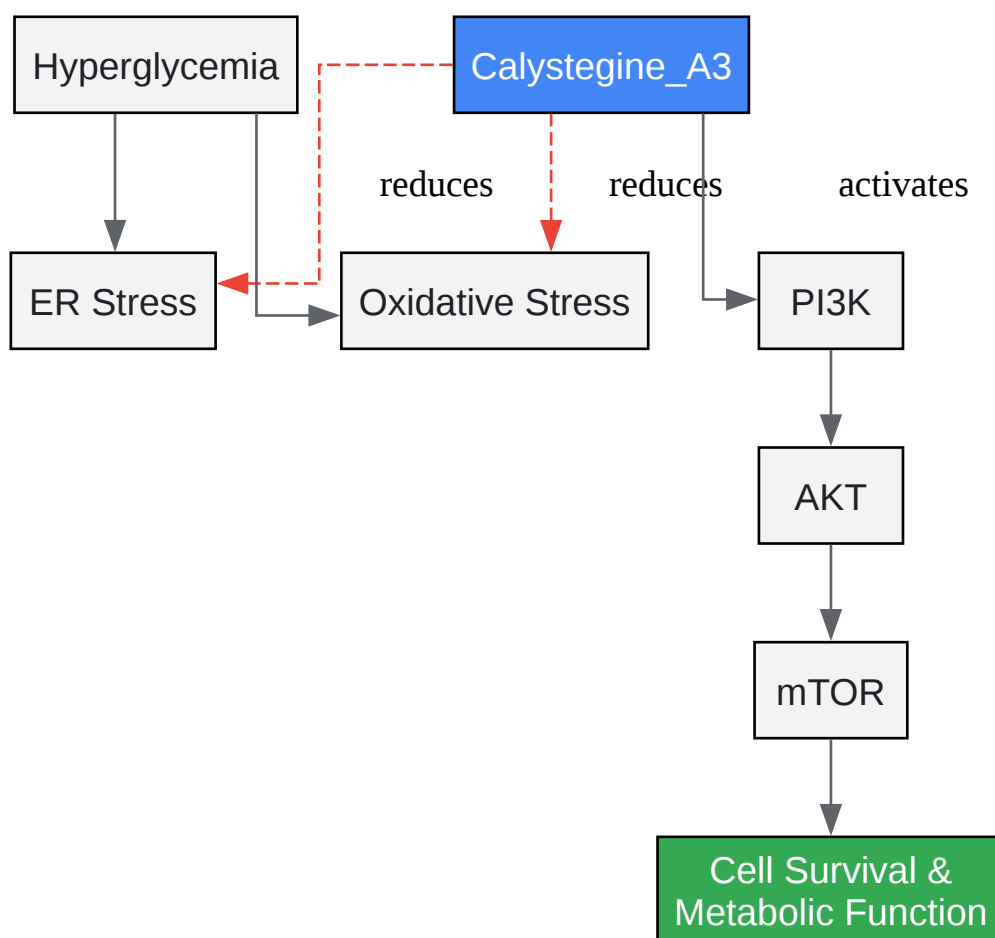 Hyperglycemia
Calystegine_A3
reduces
reduces
activates
ER Stress
Oxidative Stress
PI3K
AKT
mTOR
Cell Survival &
Metabolic Function